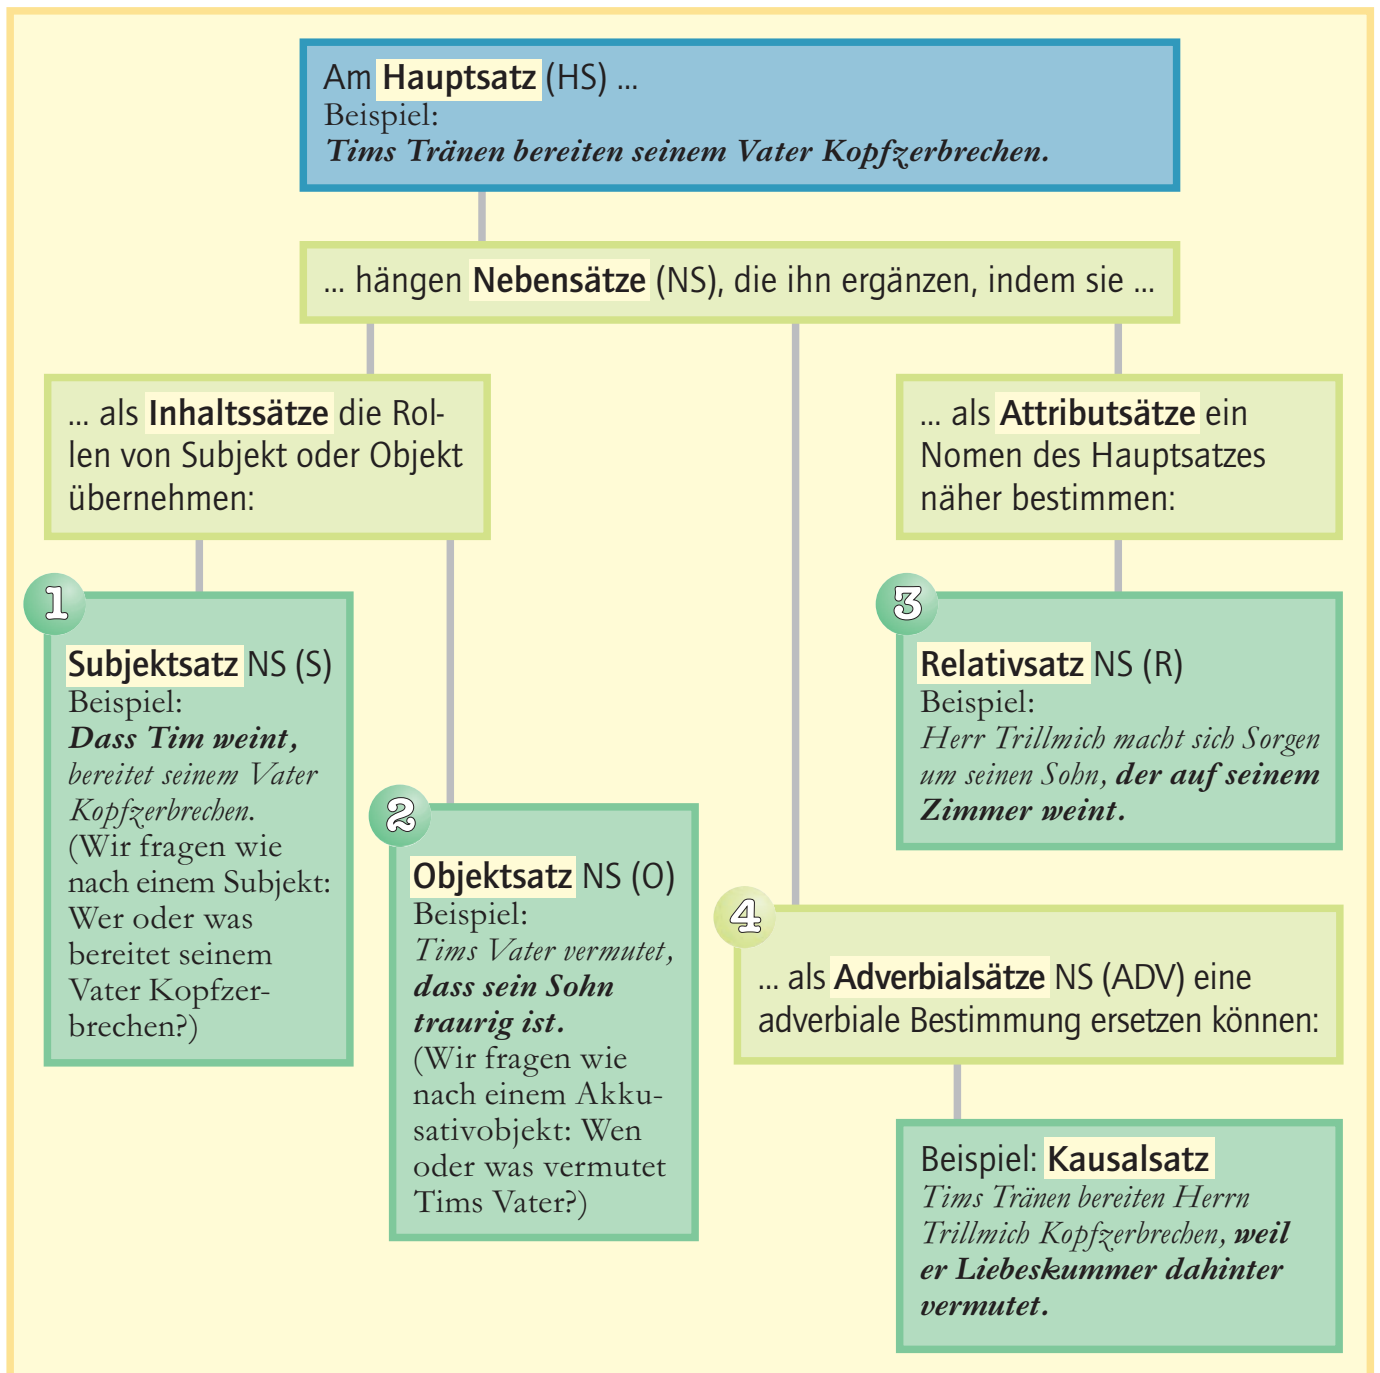 Am Hauptsatz (HS) ...
Beispiel:
Tims Tränen bereiten seinem Vater Kopfzerbrechen.
... hängen Nebensätze (NS), die ihn ergänzen, indem sie ...
... als Inhaltssätze die Rol-
len von Subjekt oder Objekt
übernehmen:
... als Attributsätze ein
Nomen des Hauptsatzes
näher bestimmen:
1
Subjektsatz NS (S)
Beispiel:
Dass Tim weint,
bereitet seinem Vater
Kopfzerbrechen.
(Wir fragen wie
nach einem Subjekt:
Wer oder was
bereitet seinem
Vater Kopfzer-
brechen?)
2
Objektsatz NS (O)
Beispiel:
Tims Vater vermutet,
dass sein Sohn
traurig ist.
(Wir fragen wie
nach einem Akku-
sativobjekt: Wen
oder was vermutet
Tims Vater?)
3
Relativsatz NS (R)
Beispiel:
Herr Trillmich macht sich Sorgen
um seinen Sohn, der auf seinem
Zimmer weint.
4
... als Adverbialsätze NS (ADV) eine
adverbiale Bestimmung ersetzen können:
Beispiel: Kausalsatz
Tims Tränen bereiten Herrn
Trillmich Kopfzerbrechen, weil
er Liebeskummer dahinter
vermutet.